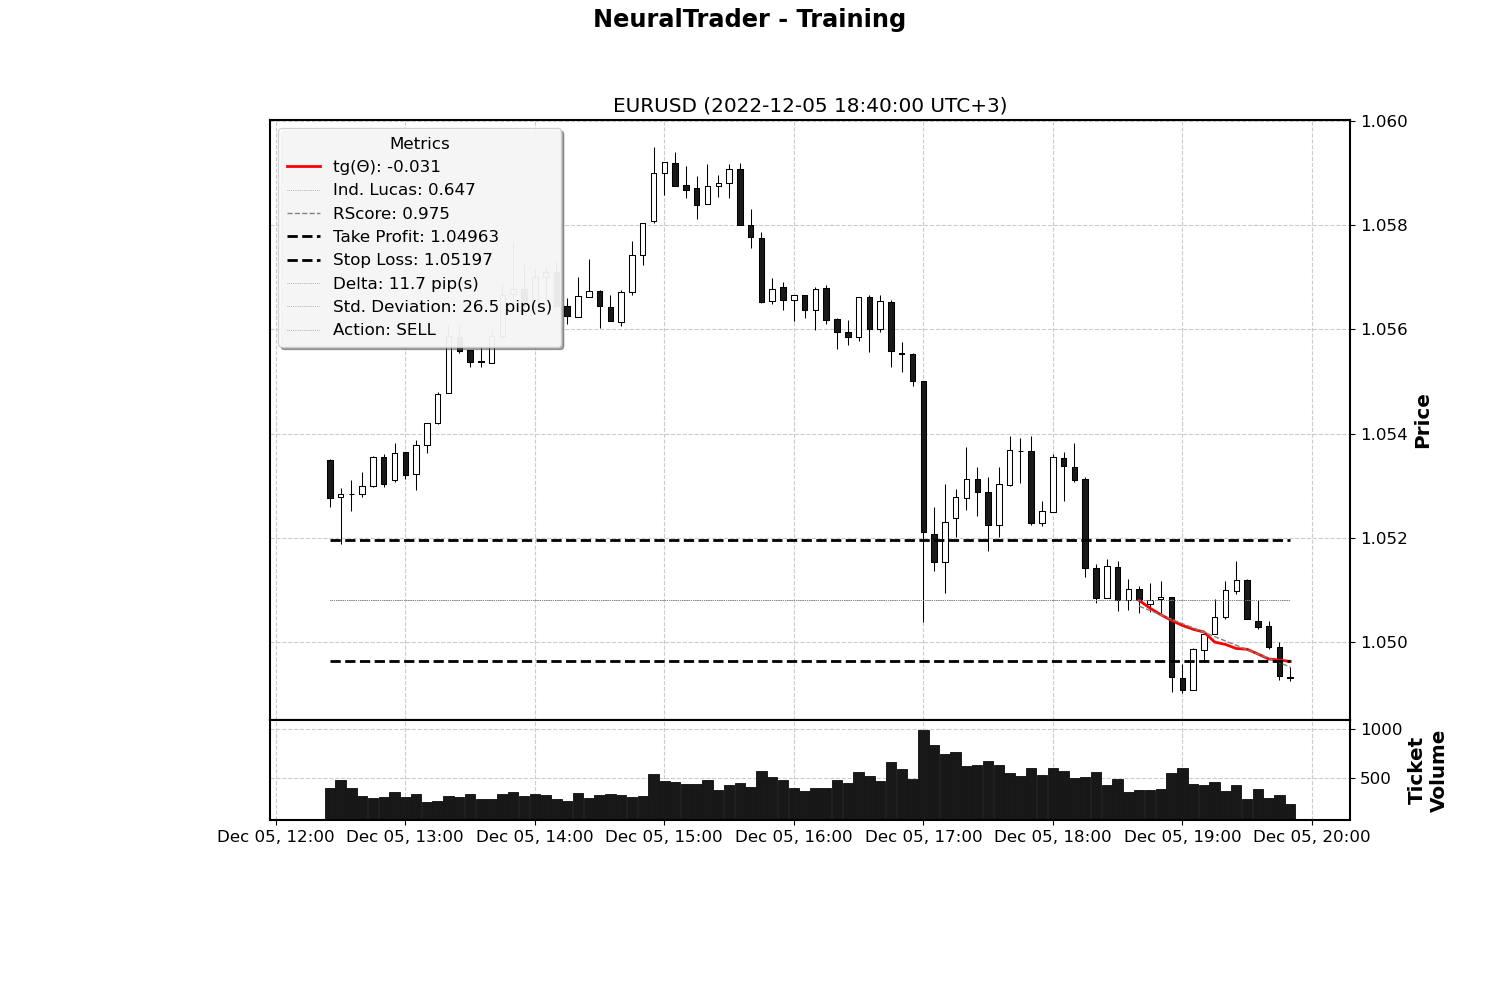 NeuralTrader - Training
EURUSD (2022-12-05 18:40:00 UTC+3)
Metrics
tg(Θ): -0.031
Ind. Lucas: 0.647
RScore: 0.975
Take Profit: 1.04963
Stop Loss: 1.05197
Delta: 11.7 pip(s)
Std. Deviation: 26.5 pip(s)
Action: SELL
1.060
1.058
1.056
1.054
1.052
1.050
Price
1000
500
Ticket
Volume
Dec 05, 12:00 Dec 05, 13:00 Dec 05, 14:00 Dec 05, 15:00 Dec 05, 16:00 Dec 05, 17:00 Dec 05, 18:00 Dec 05, 19:00 Dec 05, 20:00